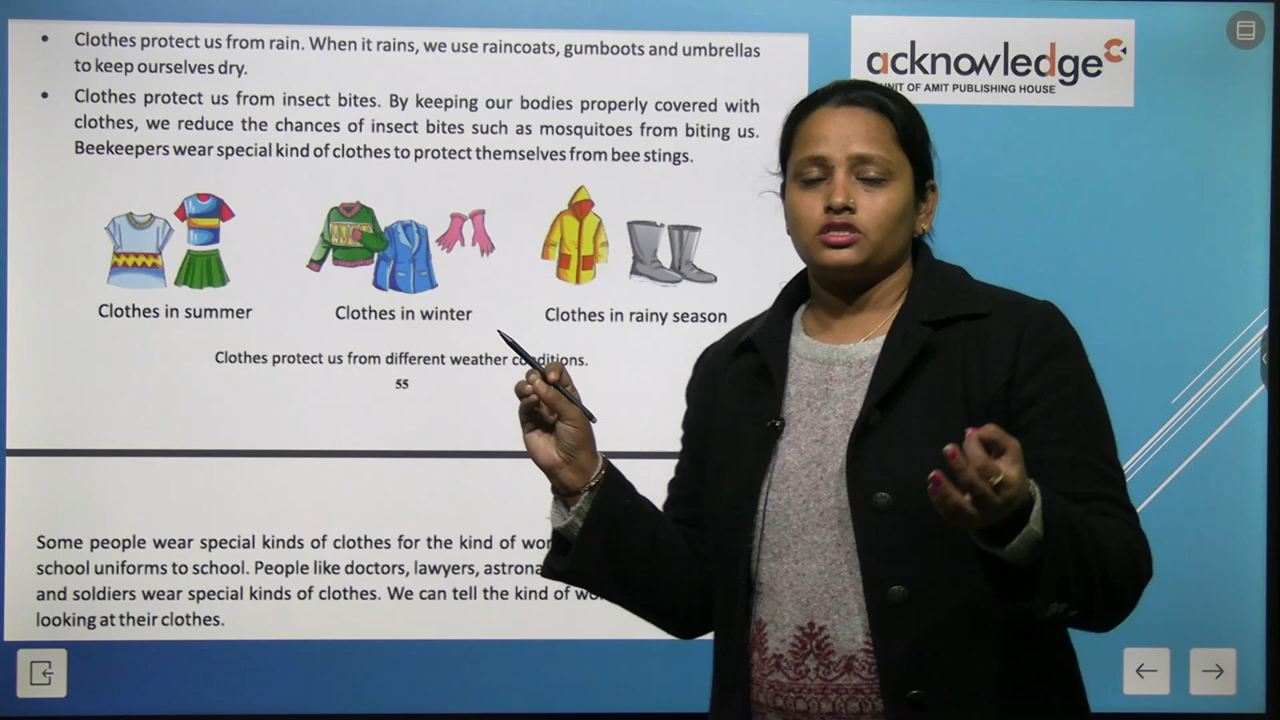 acknowledge
UNIT OF AMIT PUBLISHING HOUSE
• Clothes protect us from rain. When it rains, we use raincoats, gumboots and umbrellas
to keep ourselves dry.
• Clothes protect us from insect bites. By keeping our bodies properly covered with
clothes, we reduce the chances of insect bites such as mosquitoes from biting us.
Beekeepers wear special kind of clothes to protect themselves from bee stings.
Clothes in summer
Clothes in winter
Clothes in rainy season
Clothes protect us from different weather conditions.
55
Some people wear special kinds of clothes for the kind of
school uniforms to school. People like doctors, lawyers,
and soldiers wear special kinds of clothes. We can tell the kind of
looking at their clothes.